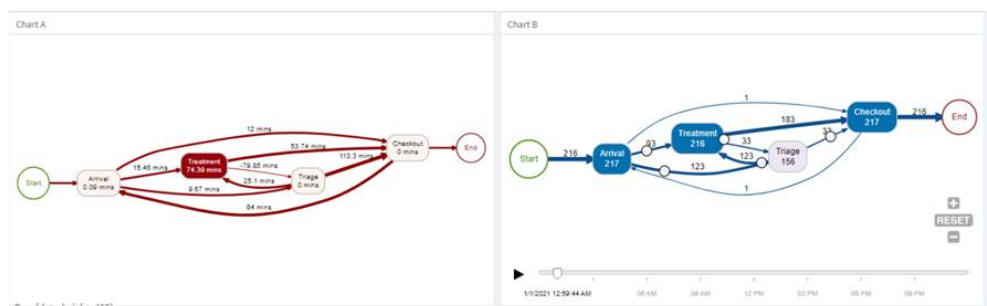 Chart A
12 mins
15.46 mins
Treatment
74.39 mins
53.74 mins
-79.85 mins
113.3 mins
Checkout
0 mins
End
Start
Arrival
0.09 mins
9.67 mins
25.1 mins
Triage
0 mins
64 mins
Chart B
1
Checkout
217
216
End
183
Treatment
216
93
33
33
Start
216
Arrival
217
123
123
Triage
156
1
RESET
1/1/2021 12:59:44 AM
06 AM
09 AM
12 PM
03 PM
06 PM
09 PM